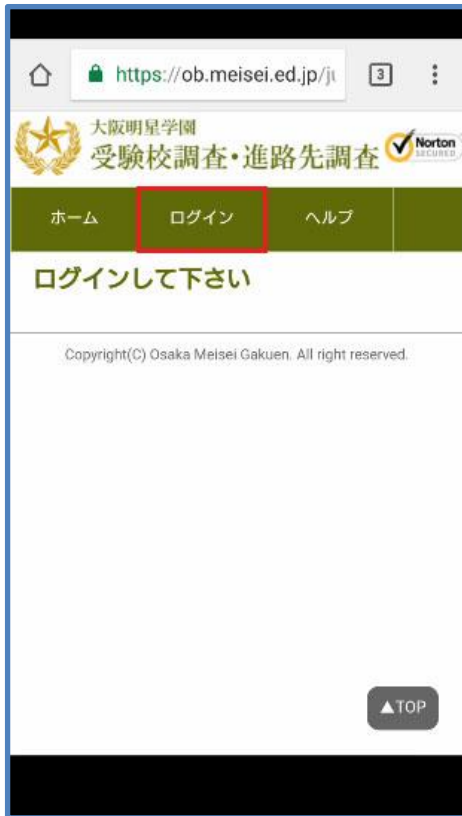 https://ob.meisei.ed.jp/ju
3
大阪明星学園
受験校調査・進路先調査
Norton
SECURED
ホーム
ログイン
ヘルプ
ログインして下さい
Copyright(C) Osaka Meisei Gakuen. All right reserved.
▲TOP